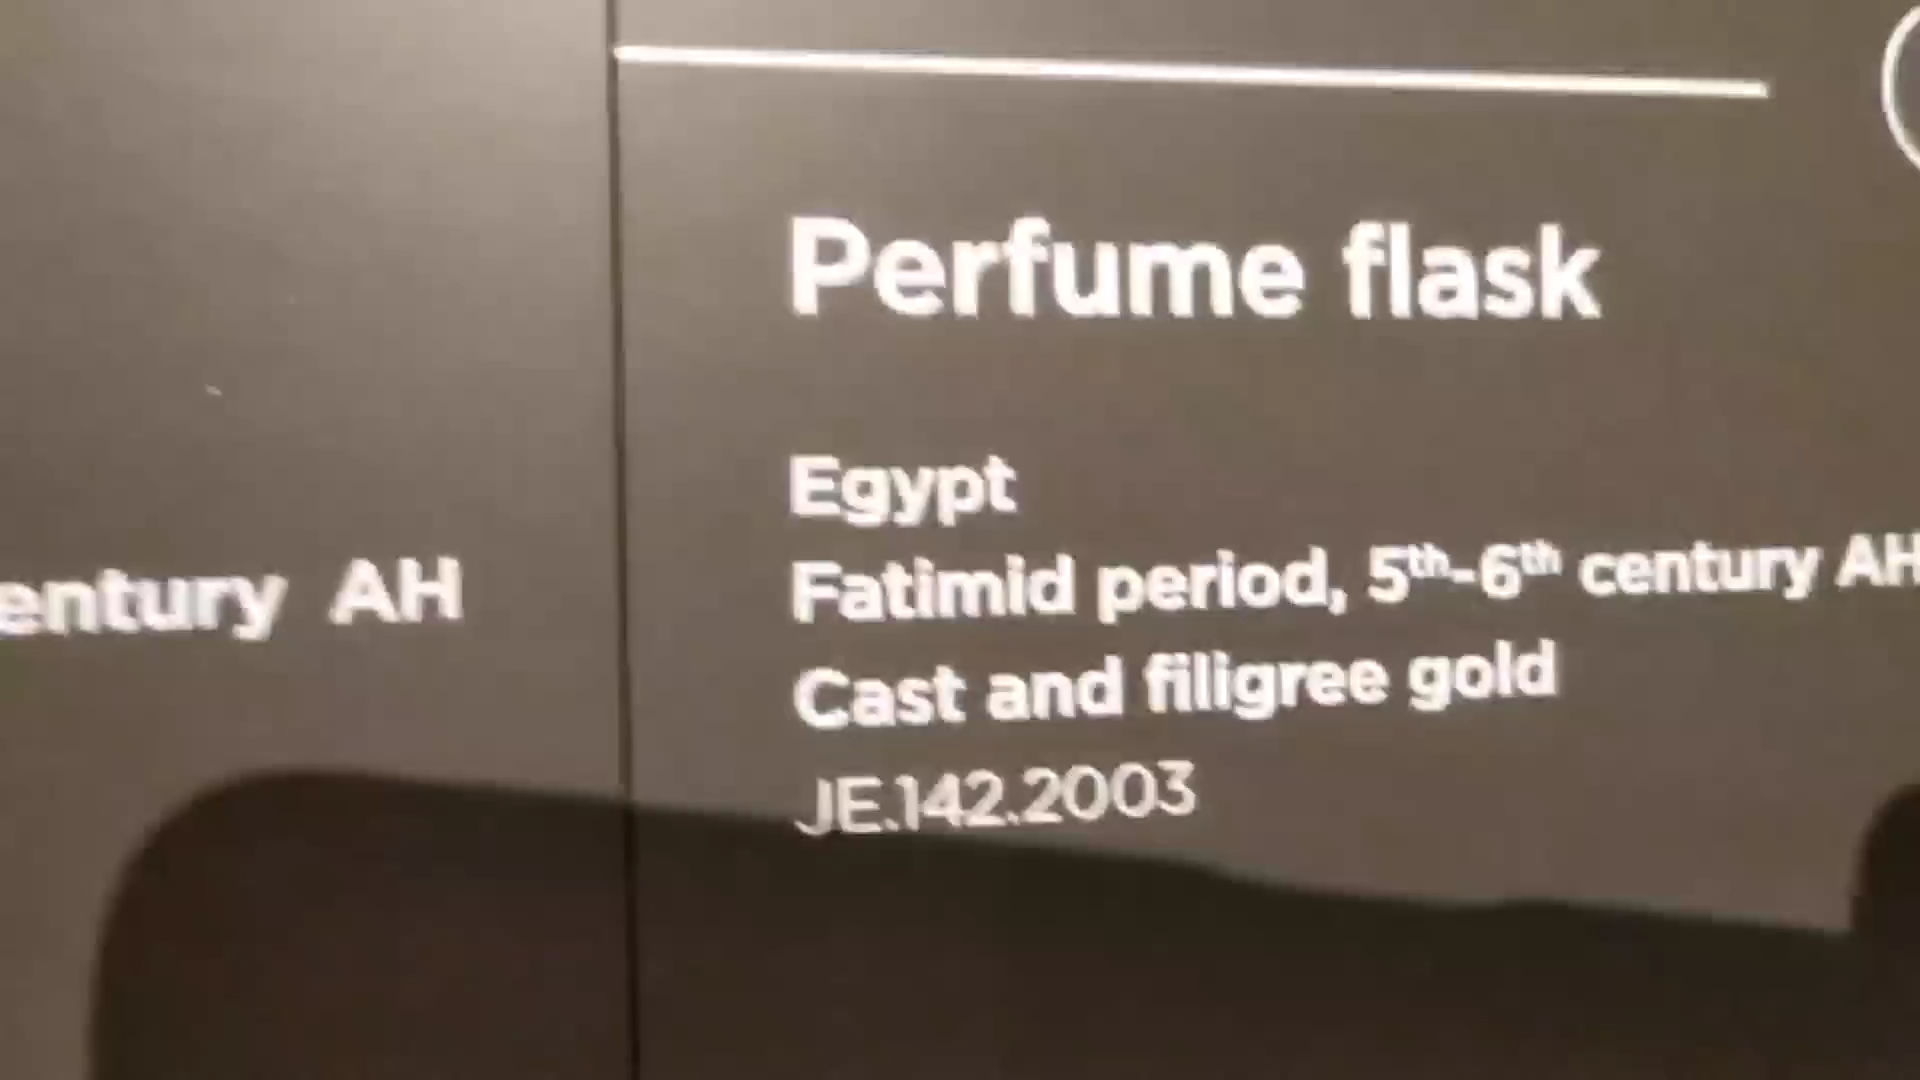 Perfume flask
Egypt
Fatimid period, 5th-6th century AH
Cast and filigree gold
JE.142.2003
entury AH